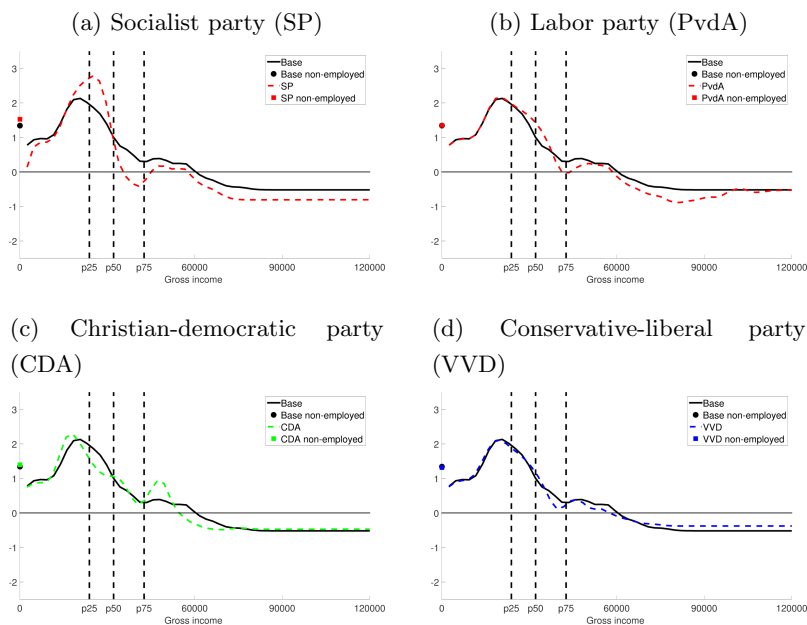 (a) Socialist party (SP)
3
2
1
0
-1
-2
Base
Base non-employed
SP
SP non-employed
0 p25 p50 p75 60000 90000 120000
Gross income
(b) Labor party (PvdA)
3
2
1
0
-1
-2
Base
Base non-employed
PvdA
PvdA non-employed
0 p25 p50 p75 60000 90000 120000
Gross income
(c) Christian-democratic party
(CDA)
3
2
1
0
-1
-2
Base
Base non-employed
CDA
CDA non-employed
0 p25 p50 p75 60000 90000 120000
Gross income
(d) Conservative-liberal party
(VVD)
3
2
1
0
-1
-2
Base
Base non-employed
VVD
VVD non-employed
0 p25 p50 p75 60000 90000 120000
Gross income